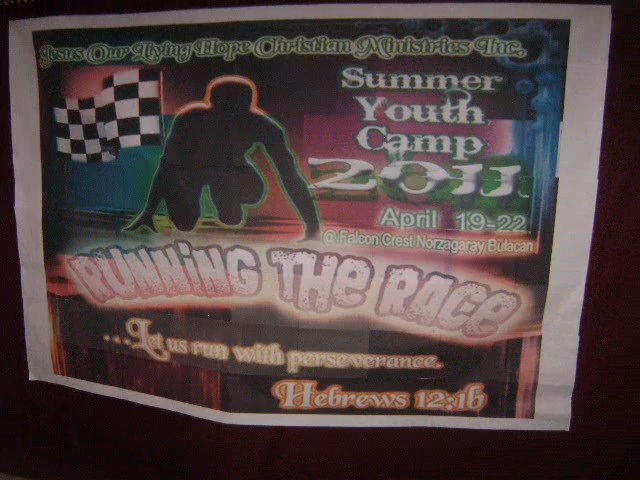 Jesus Our Living Hope Christian Ministries Inc.
Summer
Youth
Camp
2011
April 19-22
@ Falcon Crest Norzagaray Bulacan
RUNNiNG THe RACe
...Let us run with perseverance.
Hebrews 12:1b